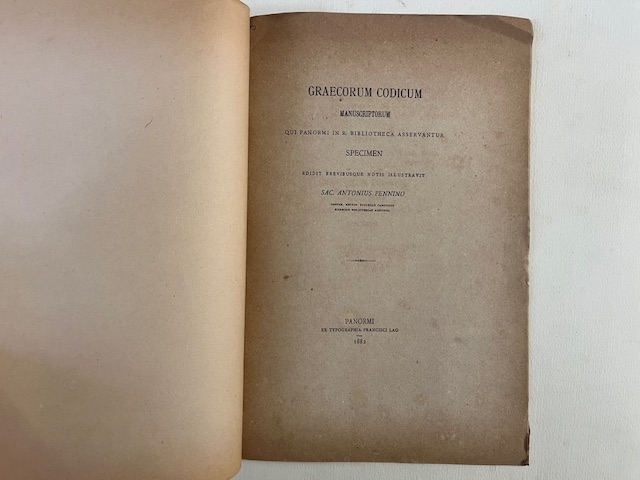 GRAECORUM CODICUM
MANUSCRIPTORUM
QUI PANORMI IN R. BIBLIOTHECA ASSERVANTUR
SPECIMEN
EDIDIT BREVIBUSQUE NOTIS ILLUSTRAVIT
SAC. ANTONIUS PENNINO
PANORMI
EX TYPOGRAPHIA FRANCISCI LAO
1883